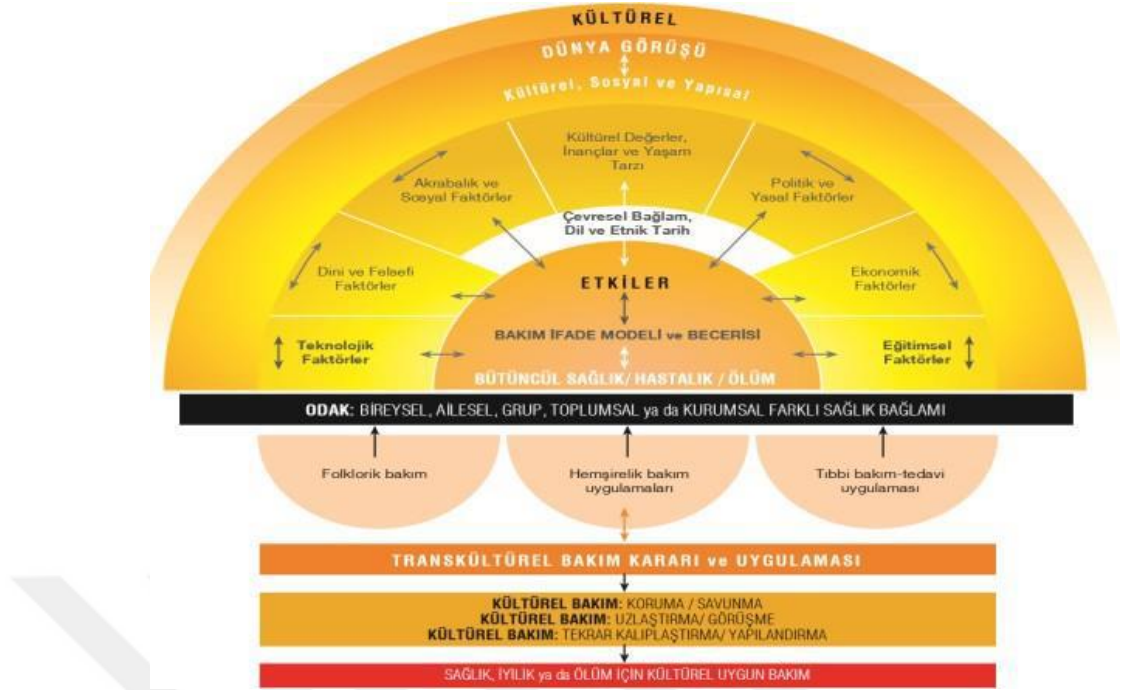 KÜLTÜREL
DÜNYA GÖRÜŞÜ
Kültürel, Sosyal ve Yapısal
Kültürel Değerler,
İnançlar ve Yaşam
Tarzı
Akrabalık ve
Sosyal Faktörler
Politik ve
Yasal Faktörler
Çevresel Bağlam,
Dil ve Etnik Tarih
Dini ve Felsefi
Faktörler
Ekonomik
Faktörler
ETKİLER
BAKIM İFADE MODELİ ve BECERİSİ
Teknolojik
Faktörler
Eğitimsel
Faktörler
BÜTÜNCÜL SAĞLIK/ HASTALIK / ÖLÜM
ODAK: BİREYSEL, AİLESEL, GRUP, TOPLUMSAL ya da KURUMSAL FARKLI SAĞLIK BAĞLAMI
Folklorik bakım
Hemşirelik bakım
uygulamaları
Tıbbi bakım-tedavi
uygulaması
TRANSKÜLTÜREL BAKIM KARARI ve UYGULAMASI
KÜLTÜREL BAKIM: KORUMA / SAVUNMA
KÜLTÜREL BAKIM: UZLAŞTIRMA/ GÖRÜŞME
KÜLTÜREL BAKIM: TEKRAR KALIPLAŞTIRMA/ YAPILANDIRMA
SAĞLIK, İYİLİK ya da ÖLÜM İÇİN KÜLTÜREL UYGUN BAKIM